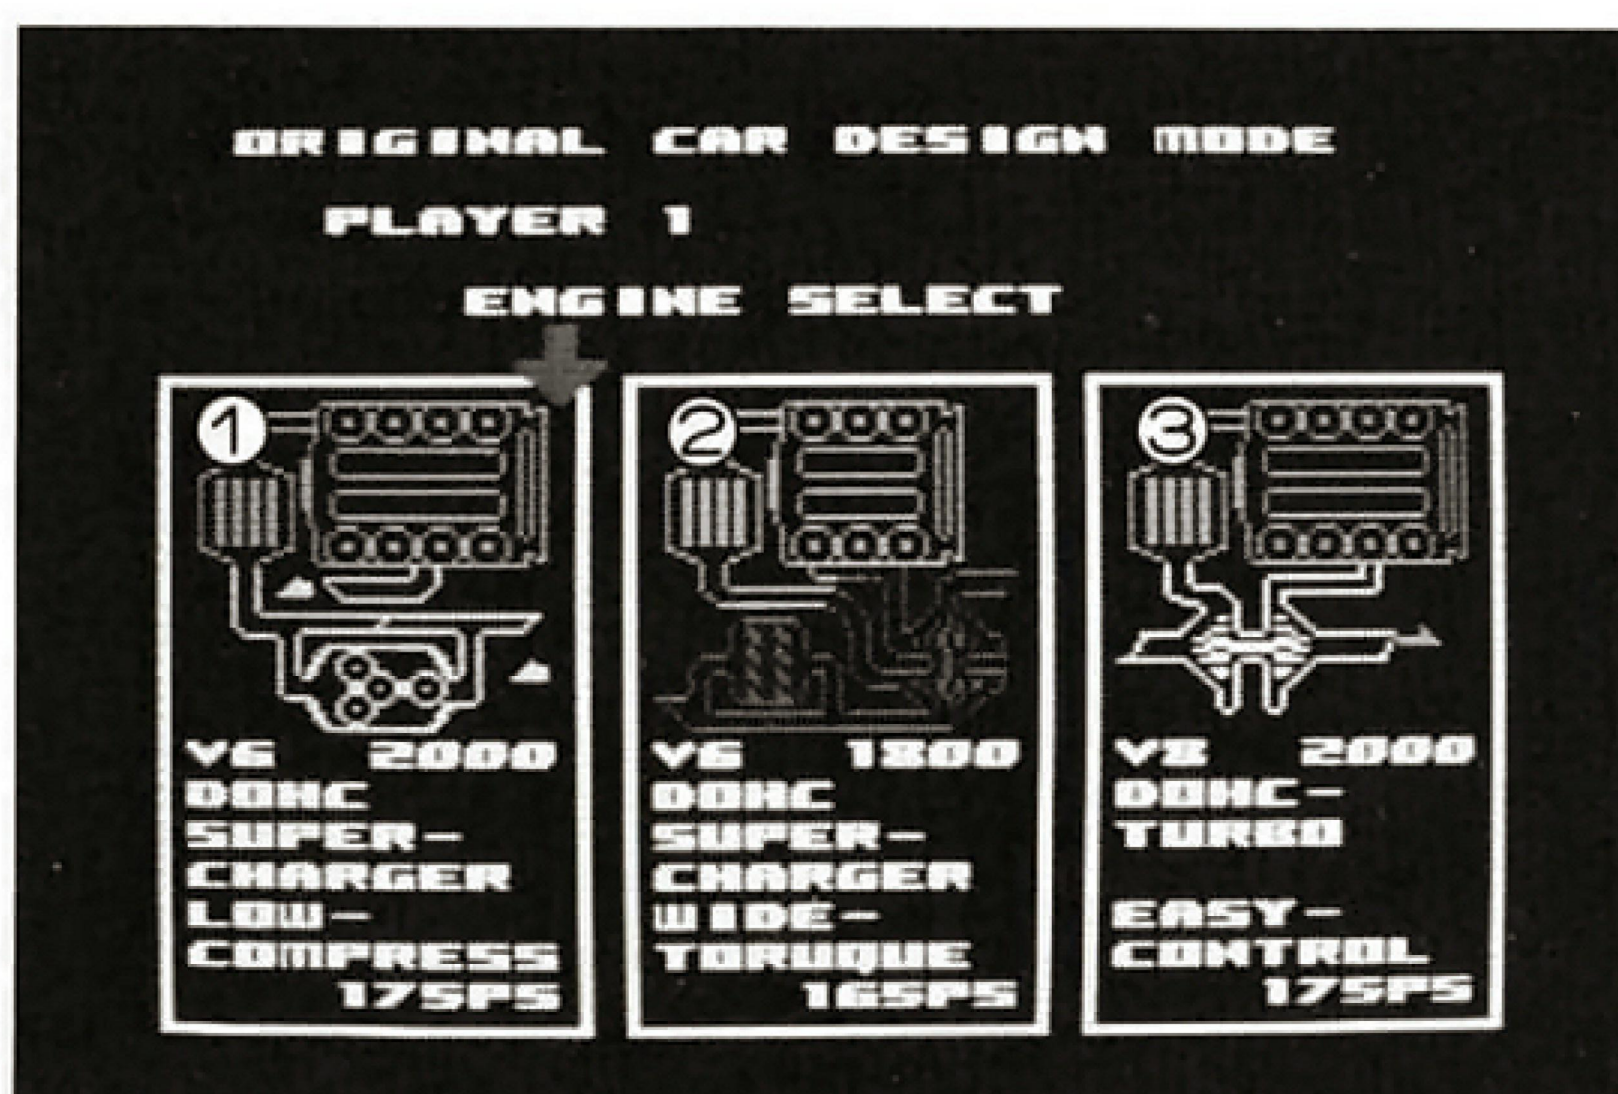 ORIGINAL CAR DESIGN MODE
PLAYER 1
ENGINE SELECT
1
V6 2000
DOHC
SUPER-
CHARGER
LOW-
COMPRESS
175PS
2
V6 1800
DOHC
SUPER-
CHARGER
WIDE-
TORUQUE
165PS
3
V8 2000
DOHC-
TURBO
EASY-
CONTROL
175PS